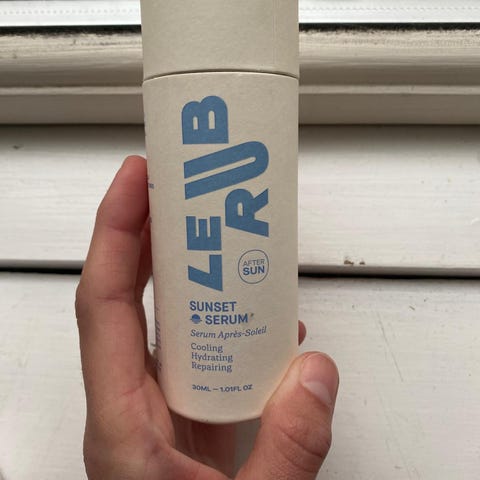 LE RUB
AFTER
SUN
SUNSET
SERUM
Serum Après-Soleil
Cooling
Hydrating
Repairing
30ML — 1.01FL OZ